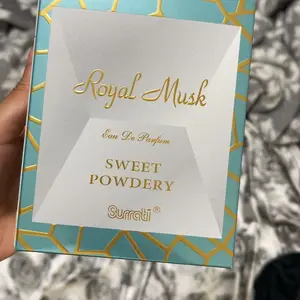 Royal Musk
Eau De Parfum
SWEET
POWDERY
Surrati®